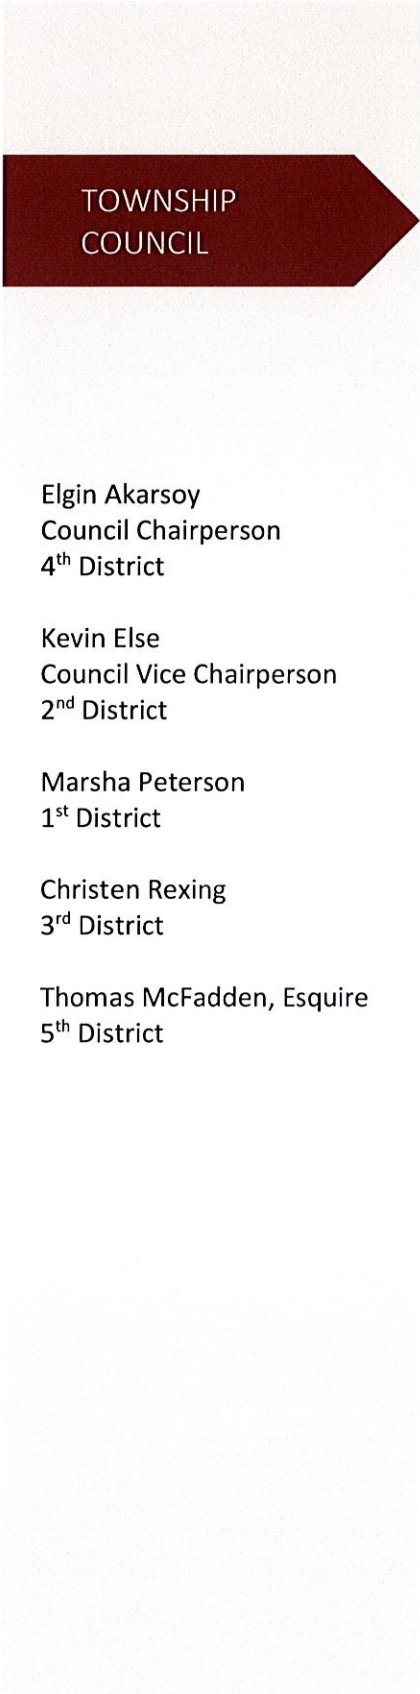 TOWNSHIP
COUNCIL
Elgin Akarsoy
Council Chairperson
4th District
Kevin Else
Council Vice Chairperson
2nd District
Marsha Peterson
1st District
Christen Rexing
3rd District
Thomas McFadden, Esquire
5th District